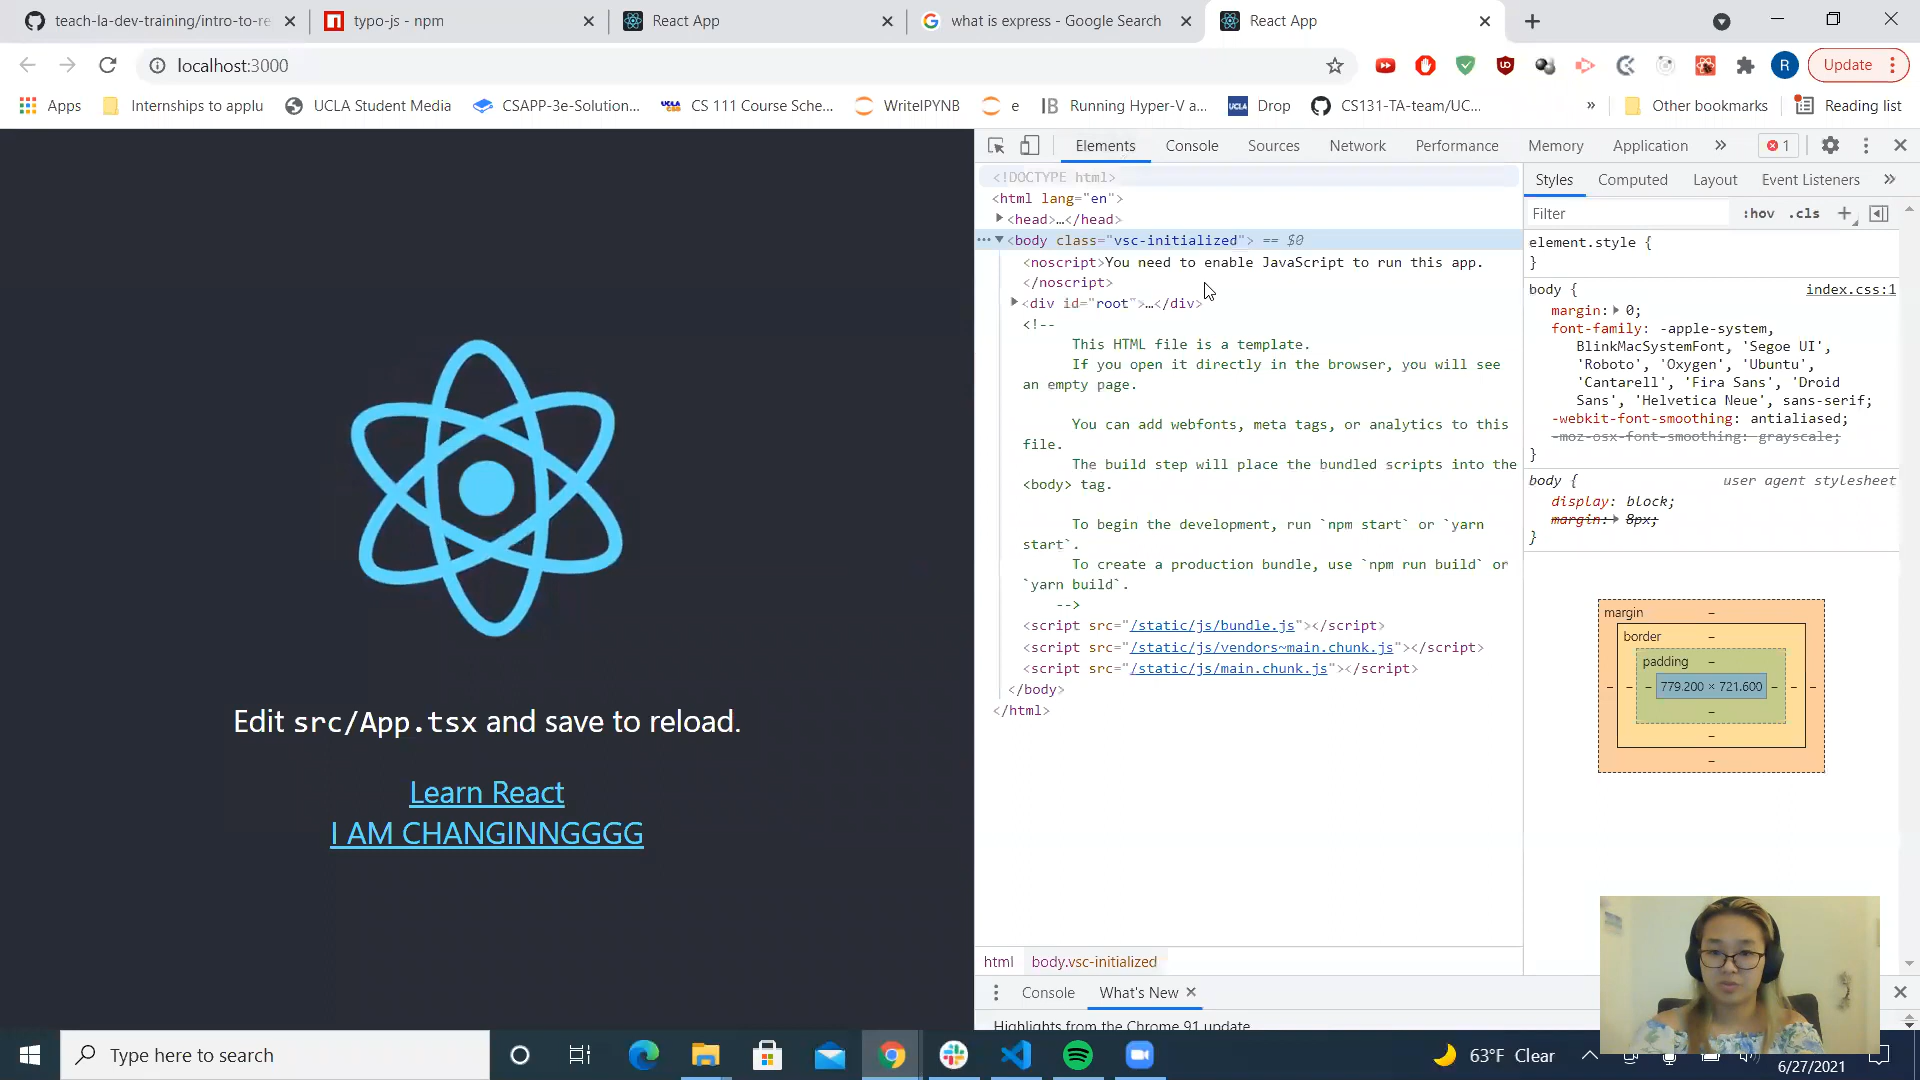 teach-la-dev-training/intro-to-re
typo-js - npm
React App
what is express - Google Search
React App
localhost:3000
R
Update
Apps
Internships to applu
UCLA Student Media
CSAPP-3e-Solution...
CS 111 Course Sche...
WriteIPYNB
e
Running Hyper-V a...
Drop
CS131-TA-team/UC...
»
Other bookmarks
Reading list
Elements
Console
Sources
Network
Performance
Memory
Application
»
1
<!DOCTYPE html>
<html lang="en">
<head>…</head>
<body class="vsc-initialized"> == $0
<noscript>You need to enable JavaScript to run this app.
</noscript>
<div id="root">…</div>
<!--
This HTML file is a template.
If you open it directly in the browser, you will see
an empty page.
You can add webfonts, meta tags, or analytics to this
file.
The build step will place the bundled scripts into the
<body> tag.
To begin the development, run `npm start` or `yarn
start`.
To create a production bundle, use `npm run build` or
`yarn build`.
-->
<script src="/static/js/bundle.js"></script>
<script src="/static/js/vendors~main.chunk.js"></script>
<script src="/static/js/main.chunk.js"></script>
</body>
</html>
html
body.vsc-initialized
Console
What's New
Highlights from the Chrome 91 update
Styles
Computed
Layout
Event Listeners
»
Filter
:hov
.cls
element.style {
}
body {
index.css:1
margin: 0;
font-family: -apple-system,
BlinkMacSystemFont, 'Segoe UI',
'Roboto', 'Oxygen', 'Ubuntu',
'Cantarell', 'Fira Sans', 'Droid
Sans', 'Helvetica Neue', sans-serif;
-webkit-font-smoothing: antialiased;
-moz-osx-font-smoothing: grayscale;
}
body {
user agent stylesheet
display: block;
margin: 8px;
}
margin
border
padding
779.200 × 721.600
Edit src/App.tsx and save to reload.
Learn React
I AM CHANGINNGGGG
Type here to search
63°F Clear
6/27/2021